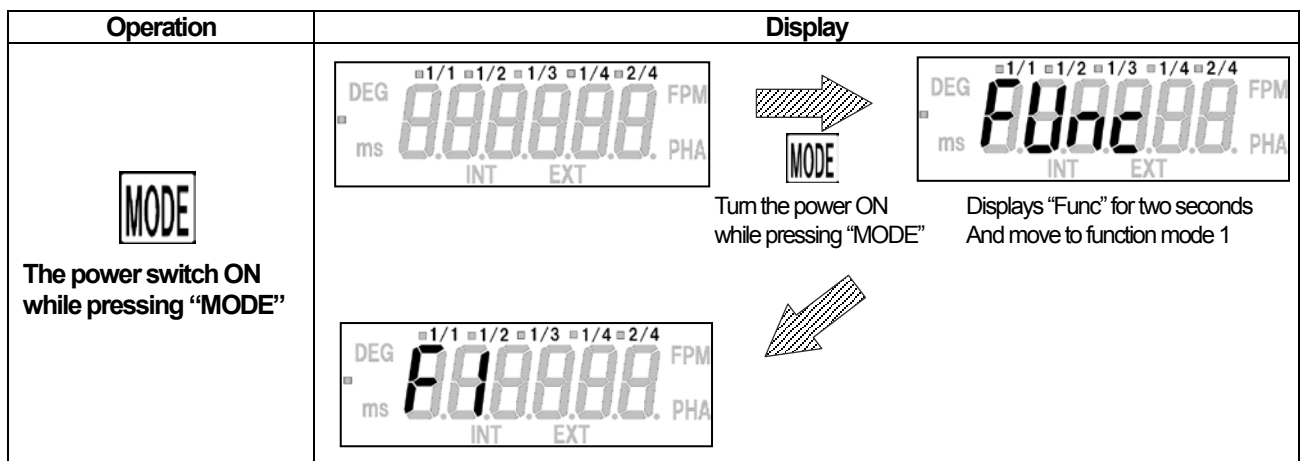 Operation
Display
MODE
The power switch ON
while pressing “MODE”
1/1 1/2 1/3 1/4 2/4
DEG FPM
ms PHA
INT EXT
MODE
Turn the power ON
while pressing “MODE”
1/1 1/2 1/3 1/4 2/4
DEG FPM
FUnc
ms PHA
INT EXT
Displays “Func” for two seconds
And move to function mode 1
1/1 1/2 1/3 1/4 2/4
DEG FPM
F1
ms PHA
INT EXT